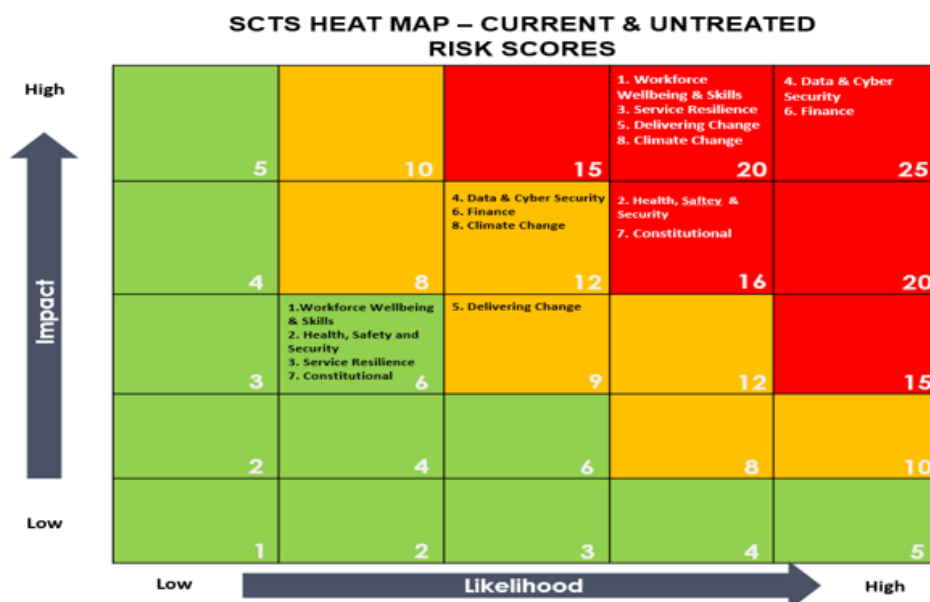 SCTS HEAT MAP – CURRENT & UNTREATED
RISK SCORES
High
Impact
Low
5
10
15
1. Workforce
Wellbeing & Skills
3. Service Resilience
5. Delivering Change
8. Climate Change
20
4. Data & Cyber
Security
6. Finance
25
4
8
4. Data & Cyber Security
6. Finance
8. Climate Change
12
2. Health, Saftey &
Security
7. Constitutional
16
20
3
1.Workforce Wellbeing
& Skills
2. Health, Safety and
Security
3. Service Resilience
7. Constitutional
6
5. Delivering Change
9
12
15
2
4
6
8
10
1
2
3
4
5
Low
Likelihood
High